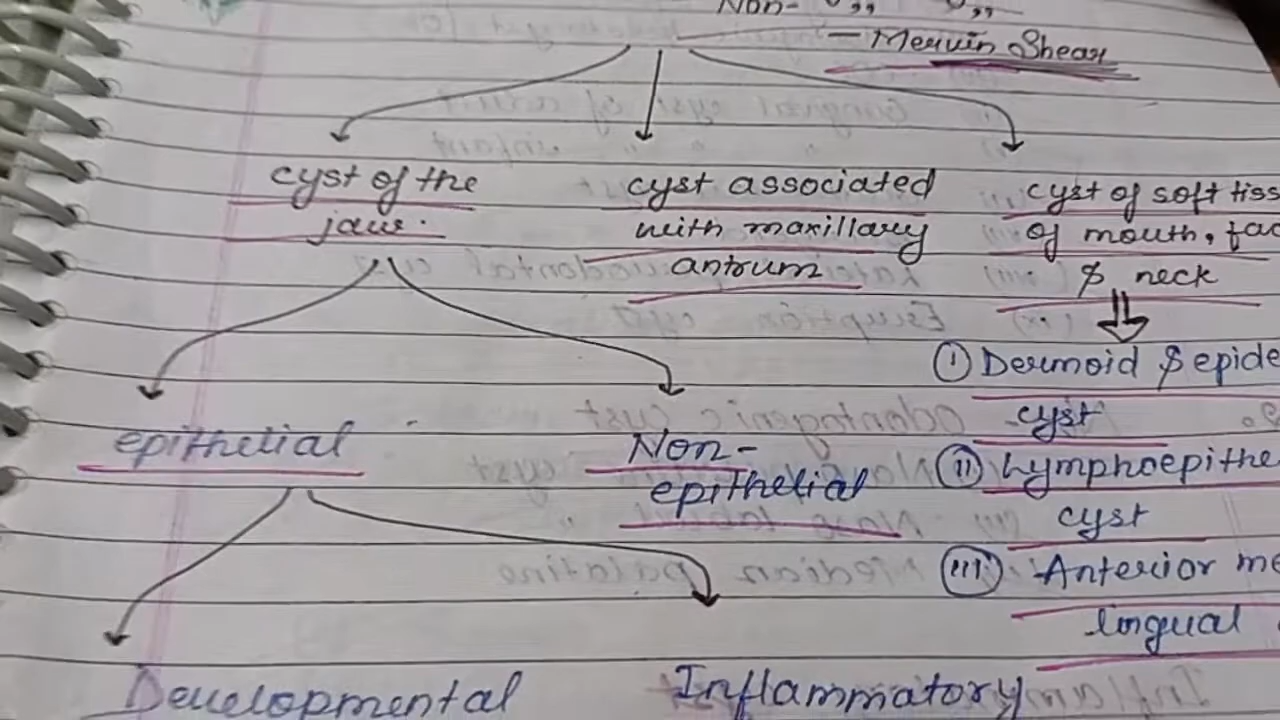 Non- ,, ,,
— Mervin Shear
cyst of the
jaw.
cyst associated
with maxillary
antrum
cyst of soft tiss
of mouth, fac
$ neck
(i) Dermoid $ epide
cyst
(ii) Lymphoepithe
cyst
(iii) Anterior me
lingual
epithelial
Non-
epithelial
Developmental
Inflammatory